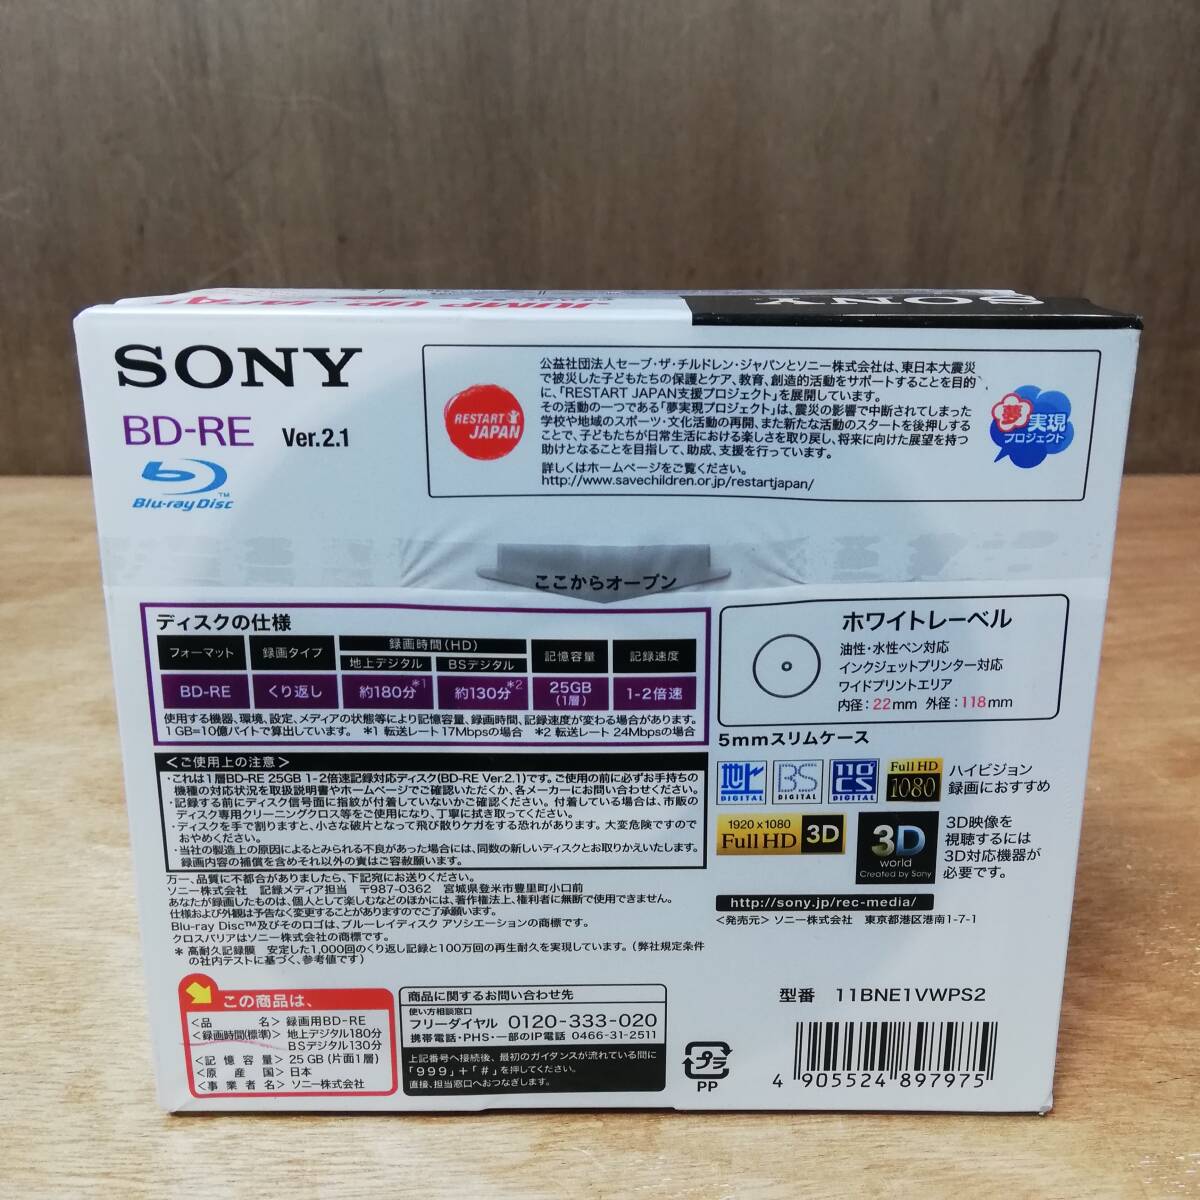 JUMP UP, JAPAN
SONY
SONY
BD-RE Ver.2.1
Blu-ray Disc™
RESTART
JAPAN
公益社団法人セーブ・ザ・チルドレン・ジャパンとソニー株式会社は、東日本大震災
で被災した子どもたちの保護とケア、教育、創造的活動をサポートすることを目的
に、「RESTART JAPAN支援プロジェクト」を展開しています。
その活動の一つである「夢実現プロジェクト」は、震災の影響で中断されてしまった
学校や地域のスポーツ・文化活動の再開、また新たな活動のスタートを後押しする
ことで、子どもたちが日常生活における楽しさを取り戻し、将来に向けた展望を持つ
助けとなることを目指して、助成、支援を行っています。
詳しくはホームページをご覧ください。
http://www.savechildren.or.jp/restartjapan/
夢実現
プロジェクト
ここからオープン
ディスクの仕様
フォーマット 録画タイプ 録画時間(HD) 記憶容量 記録速度
地上デジタル BSデジタル
BD-RE くり返し 約180分*1 約130分*2 25GB (1層) 1-2倍速
使用する機器、環境、設定、メディアの状態等により記憶容量、録画時間、記録速度が変わる場合があります。
1GB=10億バイトで算出しています。 *1 転送レート17Mbpsの場合 *2 転送レート24Mbpsの場合
<ご使用上の注意>
・これは1層BD-RE 25GB 1-2倍速記録対応ディスク(BD-RE Ver.2.1)です。ご使用の前に必ずお手持ちの
機種の対応状況を取扱説明書やホームページでご確認いただくか、各メーカーにお問い合わせください。
・記録する前にディスク信号面に指紋が付着していないかご確認ください。付着している場合は、市販の
ディスク専用クリーニングクロス等をご使用になり、丁寧に拭き取ってください。
・ディスクを手で割りますと、小さな破片となって飛び散りケガをする恐れがあります。大変危険ですので
おやめください。
・当社の製造上の原因によるとみられる不良があった場合には、同数の新しいディスクとお取りかえいたします。
録画内容の補償を含めそれ以外の責はご容赦願います。
万一、品質に不都合がありましたら、下記宛にお送りください。
ソニー株式会社 記録メディア担当 〒987-0362 宮城県登米市豊里町小口前
あなたが録画したものは、個人として楽しむなどのほかには、著作権法上、権利者に無断で使用できません。
仕様および外観は予告なく変更することがありますのでご了承願います。
Blu-ray Disc™及びそのロゴは、ブルーレイディスク アソシエーションの商標です。
クロスバリアはソニー株式会社の商標です。
* 高耐久記録膜 安定した1,000回のくり返し記録と100万回の再生耐久を実現しています。(弊社規定条件
の社内テストに基づく、参考値です)
ホワイトレーベル
油性・水性ペン対応
インクジェットプリンター対応
ワイドプリントエリア
内径：22mm 外径：118mm
5mmスリムケース
地上 DIGITAL
BS DIGITAL
110 CS DIGITAL
Full HD 1080
ハイビジョン
録画におすすめ
1920 x 1080
Full HD 3D
3D
world
Created by Sony
3D映像を
視聴するには
3D対応機器が
必要です。
http://sony.jp/rec-media/
<発売元> ソニー株式会社 東京都港区港南1-7-1
この商品は、
<品名> 録画用BD-RE
<録画時間(標準)> 地上デジタル180分
BSデジタル130分
<記憶容量> 25GB(片面1層)
<原産国> 日本
<事業者名> ソニー株式会社
商品に関するお問い合わせ先
使い方相談窓口
フリーダイヤル 0120-333-020
携帯電話・PHS・一部のIP電話 0466-31-2511
上記番号へ接続後、最初のガイダンスが流れている間に
「999」+「#」を押してください。
直接、担当窓口へおつなぎします。
プラ
PP
型番 11BNE1VWPS2
4 905524 897975